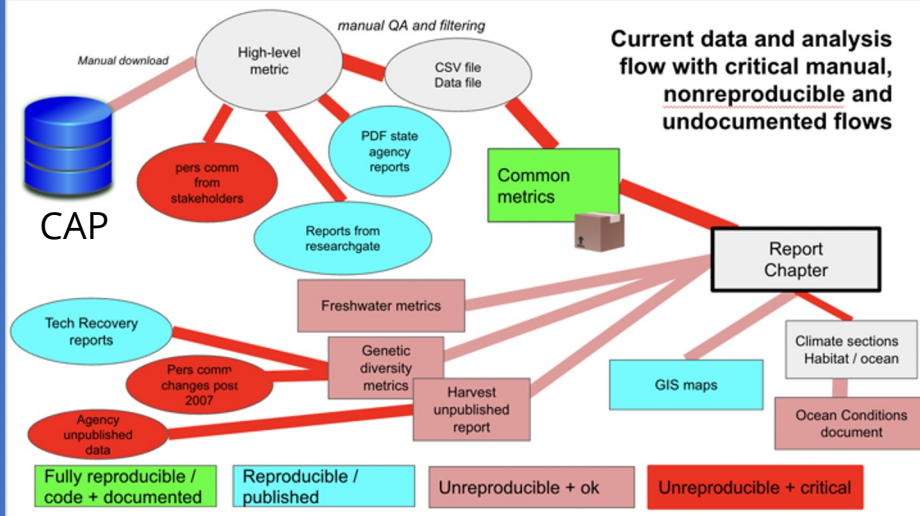 Current data and analysis
flow with critical manual,
nonreproducible and
undocumented flows
manual QA and filtering
Manual download
High-level
metric
CSV file
Data file
CAP
pers comm
from
stakeholders
PDF state
agency
reports
Reports from
researchgate
Common
metrics
Report
Chapter
Freshwater metrics
Tech Recovery
reports
Genetic
diversity
metrics
Pers comm
changes post
2007
Harvest
unpublished
report
Agency
unpublished
data
Climate sections
Habitat / ocean
GIS maps
Ocean Conditions
document
Fully reproducible /
code + documented
Reproducible /
published
Unreproducible + ok
Unreproducible + critical